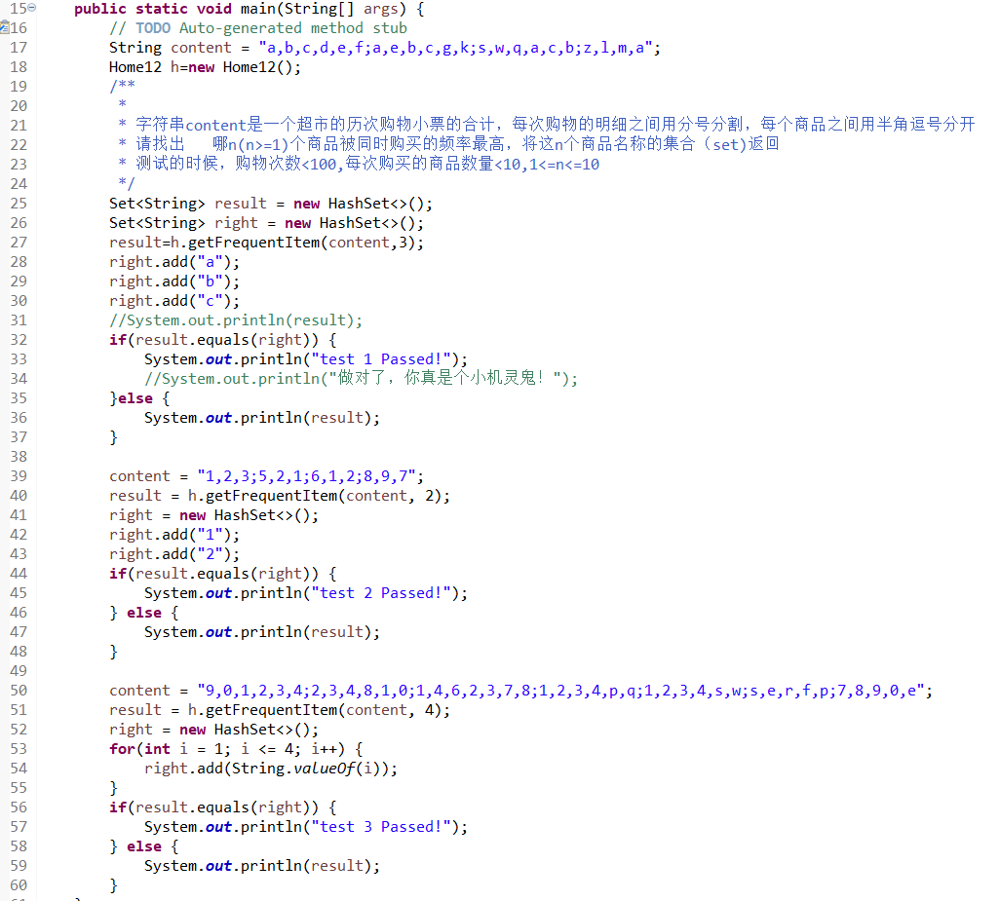 15 public static void main(String[] args) {
16 // TODO Auto-generated method stub
17 String content = "a,b,c,d,e,f;a,e,b,c,g,k;s,w,q,a,c,b;z,l,m,a";
18 Home12 h=new Home12();
19 /**
20 *
21 * 字符串content是一个超市的历次购物小票的合计，每次购物的明细之间用分号分割，每个商品之间用半角逗号分开
22 * 请找出 哪n(n>=1)个商品被同时购买的频率最高，将这n个商品名称的集合（set)返回
23 * 测试的时候，购物次数<100,每次购买的商品数量<10,1<=n<=10
24 */
25 Set<String> result = new HashSet<>();
26 Set<String> right = new HashSet<>();
27 result=h.getFrequentItem(content,3);
28 right.add("a");
29 right.add("b");
30 right.add("c");
31 //System.out.println(result);
32 if(result.equals(right)) {
33 System.out.println("test 1 Passed!");
34 //System.out.println("做对了，你真是个小机灵鬼！");
35 }else {
36 System.out.println(result);
37 }
38
39 content = "1,2,3;5,2,1;6,1,2;8,9,7";
40 result = h.getFrequentItem(content, 2);
41 right = new HashSet<>();
42 right.add("1");
43 right.add("2");
44 if(result.equals(right)) {
45 System.out.println("test 2 Passed!");
46 } else {
47 System.out.println(result);
48 }
49
50 content = "9,0,1,2,3,4;2,3,4,8,1,0;1,4,6,2,3,7,8;1,2,3,4,p,q;1,2,3,4,s,w;s,e,r,f,p;7,8,9,0,e";
51 result = h.getFrequentItem(content, 4);
52 right = new HashSet<>();
53 for(int i = 1; i <= 4; i++) {
54 right.add(String.valueOf(i));
55 }
56 if(result.equals(right)) {
57 System.out.println("test 3 Passed!");
58 } else {
59 System.out.println(result);
60 }